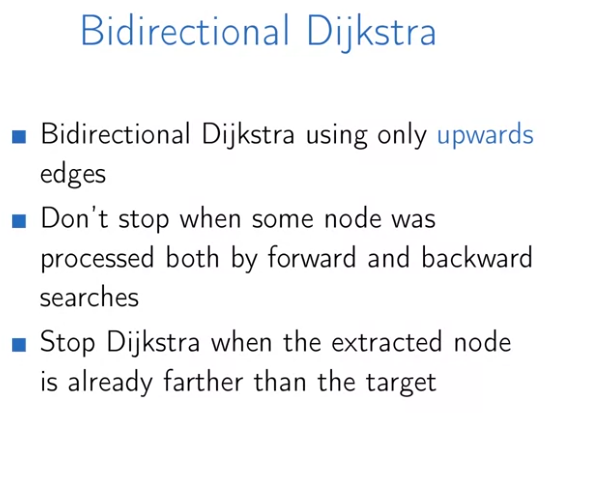 Bidirectional Dijkstra
Bidirectional Dijkstra using only upwards
edges
Don't stop when some node was
processed both by forward and backward
searches
Stop Dijkstra when the extracted node
is already farther than the target